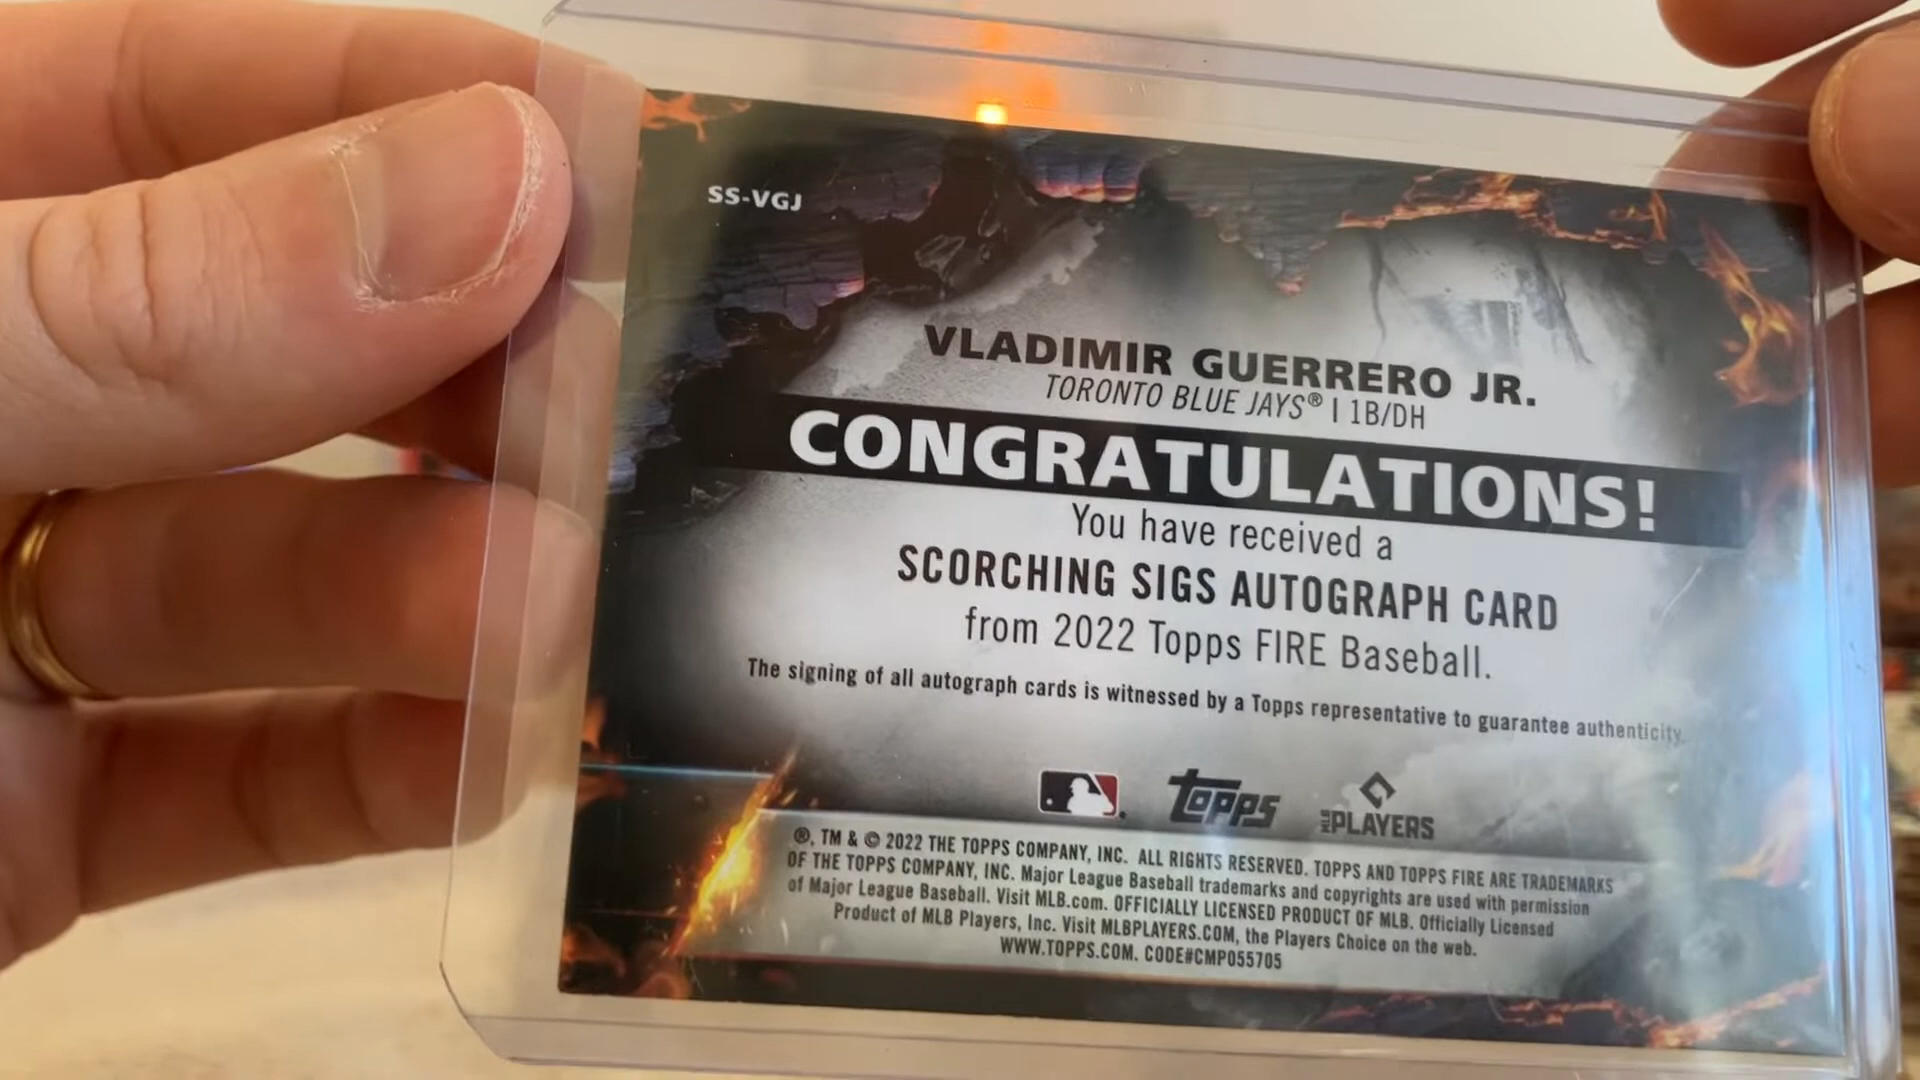 SS-VGJ
VLADIMIR GUERRERO JR.
TORONTO BLUE JAYS® | 1B/DH
CONGRATULATIONS!
You have received a
SCORCHING SIGS AUTOGRAPH CARD
from 2022 Topps FIRE Baseball.
The signing of all autograph cards is witnessed by a Topps representative to guarantee authenticity.
topps
MLB PLAYERS
®, TM & © 2022 THE TOPPS COMPANY, INC. ALL RIGHTS RESERVED. TOPPS AND TOPPS FIRE ARE TRADEMARKS
OF THE TOPPS COMPANY, INC. Major League Baseball trademarks and copyrights are used with permission
of Major League Baseball. Visit MLB.com. OFFICIALLY LICENSED PRODUCT OF MLB. Officially Licensed
Product of MLB Players, Inc. Visit MLBPLAYERS.COM, the Players Choice on the web.
WWW.TOPPS.COM. CODE#CMP055705